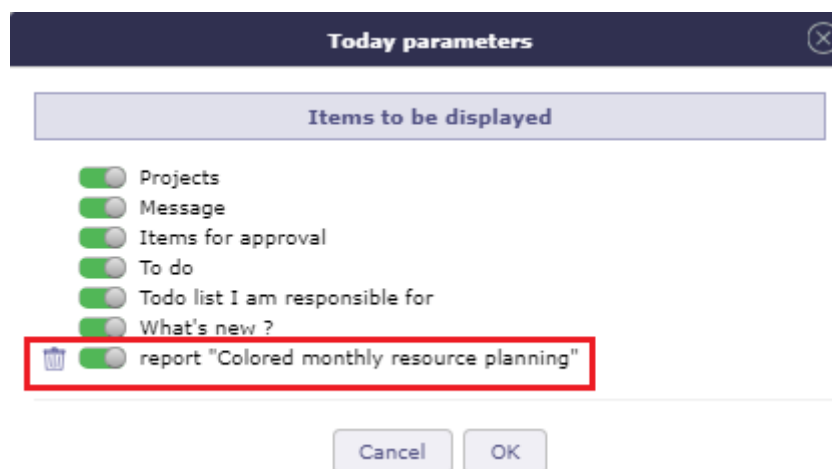 Today parameters
Items to be displayed
Projects
Message
Items for approval
To do
Todo list I am responsible for
What's new ?
report "Colored monthly resource planning"
Cancel OK